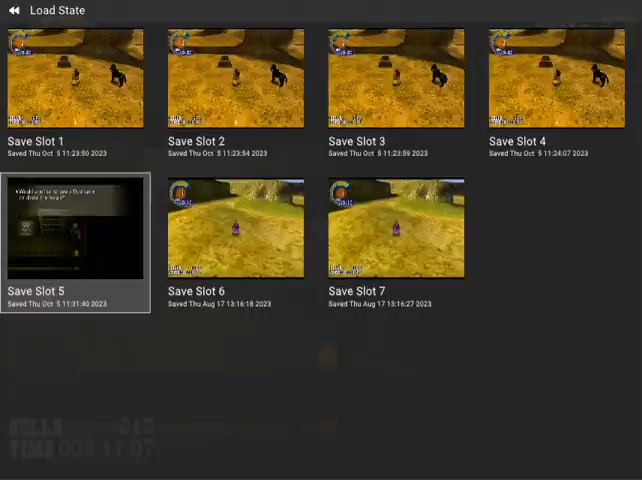 Load State
Save Slot 1
Saved Thu Oct 5 11:23:50 2023
Save Slot 2
Saved Thu Oct 5 11:23:54 2023
Save Slot 3
Saved Thu Oct 5 11:23:59 2023
Save Slot 4
Saved Thu Oct 5 11:24:07 2023
Save Slot 5
Saved Thu Oct 5 11:31:40 2023
Save Slot 6
Saved Thu Aug 17 13:16:18 2023
Save Slot 7
Saved Thu Aug 17 13:16:27 2023
TIME 003 11:07